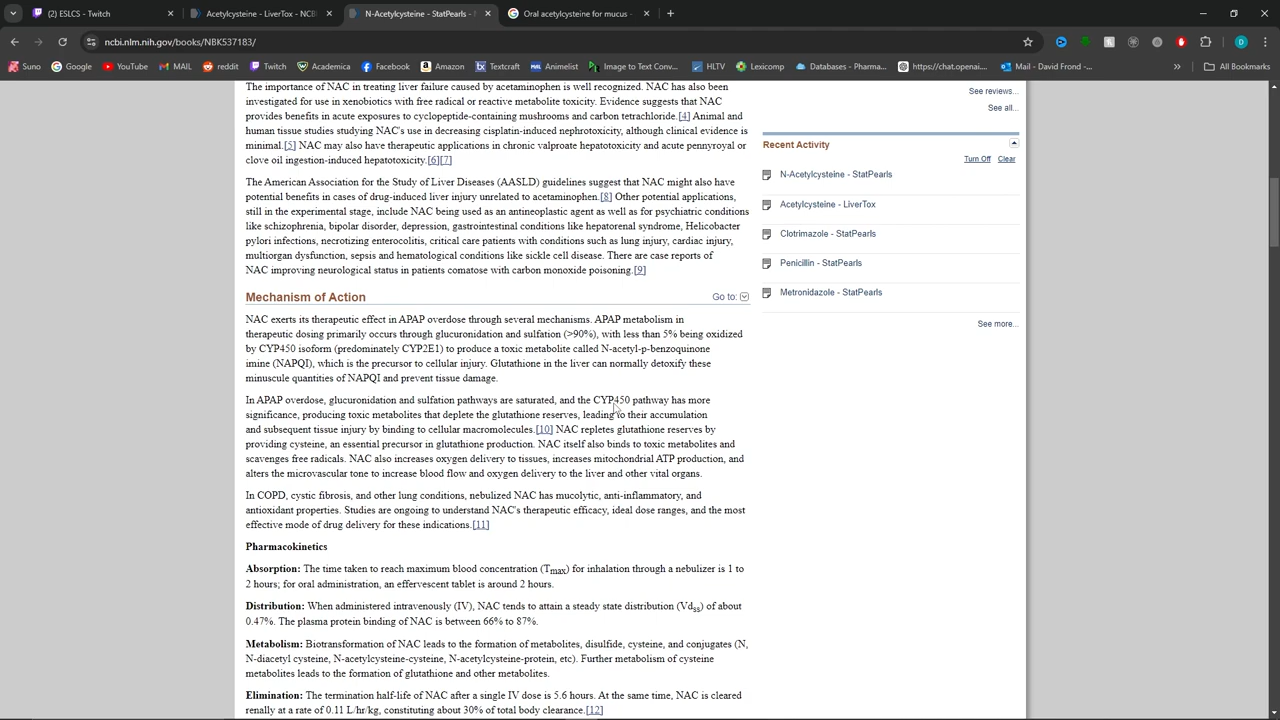 (2) ESLCS - Twitch
Acetylcysteine - LiverTox - NCB
N-Acetylcysteine - StatPearls -
Oral acetylcysteine for mucus -
ncbi.nlm.nih.gov/books/NBK537183/
Suno
Google
YouTube
MAIL
reddit
Twitch
Academica
Facebook
Amazon
Textcraft
Animelist
Image to Text Conv...
HLTV
Lexicomp
Databases - Pharma...
https://chat.openai....
Mail - David Frond -...
»
All Bookmarks
The importance of NAC in treating liver failure caused by acetaminophen is well recognized. NAC has also been
investigated for use in xenobiotics with free radical or reactive metabolite toxicity. Evidence suggests that NAC
provides benefits in acute exposures to cyclopeptide-containing mushrooms and carbon tetrachloride.[4] Animal and
human tissue studies studying NAC's use in decreasing cisplatin-induced nephrotoxicity, although clinical evidence is
minimal.[5] NAC may also have therapeutic applications in chronic valproate hepatotoxicity and acute pennyroyal or
clove oil ingestion-induced hepatotoxicity.[6][7]
The American Association for the Study of Liver Diseases (AASLD) guidelines suggest that NAC might also have
potential benefits in cases of drug-induced liver injury unrelated to acetaminophen.[8] Other potential applications,
still in the experimental stage, include NAC being used as an antineoplastic agent as well as for psychiatric conditions
like schizophrenia, bipolar disorder, depression, gastrointestinal conditions like hepatorenal syndrome, Helicobacter
pylori infections, necrotizing enterocolitis, critical care patients with conditions such as lung injury, cardiac injury,
multiorgan dysfunction, sepsis and hematological conditions like sickle cell disease. There are case reports of
NAC improving neurological status in patients comatose with carbon monoxide poisoning.[9]
Mechanism of Action
Go to:
NAC exerts its therapeutic effect in APAP overdose through several mechanisms. APAP metabolism in
therapeutic dosing primarily occurs through glucuronidation and sulfation (>90%), with less than 5% being oxidized
by CYP450 isoform (predominately CYP2E1) to produce a toxic metabolite called N-acetyl-p-benzoquinone
imine (NAPQI), which is the precursor to cellular injury. Glutathione in the liver can normally detoxify these
minuscule quantities of NAPQI and prevent tissue damage.
In APAP overdose, glucuronidation and sulfation pathways are saturated, and the CYP450 pathway has more
significance, producing toxic metabolites that deplete the glutathione reserves, leading to their accumulation
and subsequent tissue injury by binding to cellular macromolecules.[10] NAC repletes glutathione reserves by
providing cysteine, an essential precursor in glutathione production. NAC itself also binds to toxic metabolites and
scavenges free radicals. NAC also increases oxygen delivery to tissues, increases mitochondrial ATP production, and
alters the microvascular tone to increase blood flow and oxygen delivery to the liver and other vital organs.
In COPD, cystic fibrosis, and other lung conditions, nebulized NAC has mucolytic, anti-inflammatory, and
antioxidant properties. Studies are ongoing to understand NAC's therapeutic efficacy, ideal dose ranges, and the most
effective mode of drug delivery for these indications.[11]
Pharmacokinetics
Absorption: The time taken to reach maximum blood concentration (Tmax) for inhalation through a nebulizer is 1 to
2 hours; for oral administration, an effervescent tablet is around 2 hours.
Distribution: When administered intravenously (IV), NAC tends to attain a steady state distribution (Vdss) of about
0.47%. The plasma protein binding of NAC is between 66% to 87%.
Metabolism: Biotransformation of NAC leads to the formation of metabolites, disulfide, cysteine, and conjugates (N,
N-diacetyl cysteine, N-acetylcysteine-cysteine, N-acetylcysteine-protein, etc). Further metabolism of cysteine
metabolites leads to the formation of glutathione and other metabolites.
Elimination: The termination half-life of NAC after a single IV dose is 5.6 hours. At the same time, NAC is cleared
renally at a rate of 0.11 L/hr/kg, constituting about 30% of total body clearance.[12]
See reviews...
See all...
Recent Activity
Turn Off
Clear
N-Acetylcysteine - StatPearls
Acetylcysteine - LiverTox
Clotrimazole - StatPearls
Penicillin - StatPearls
Metronidazole - StatPearls
See more...